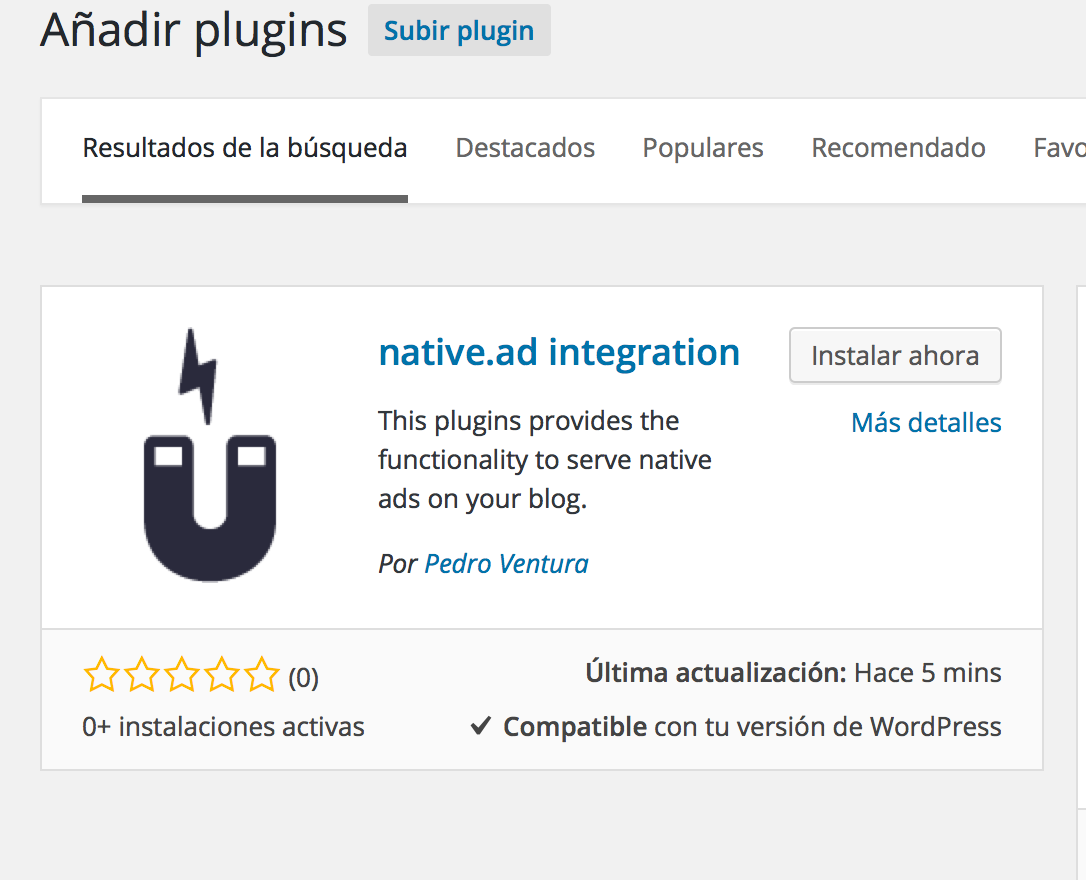 Añadir plugins Subir plugin
Resultados de la búsqueda Destacados Populares Recomendado Favo
native.ad integration Instalar ahora
Más detalles
This plugins provides the
functionality to serve native
ads on your blog.
Por Pedro Ventura
(0) Última actualización: Hace 5 mins
0+ instalaciones activas Compatible con tu versión de WordPress